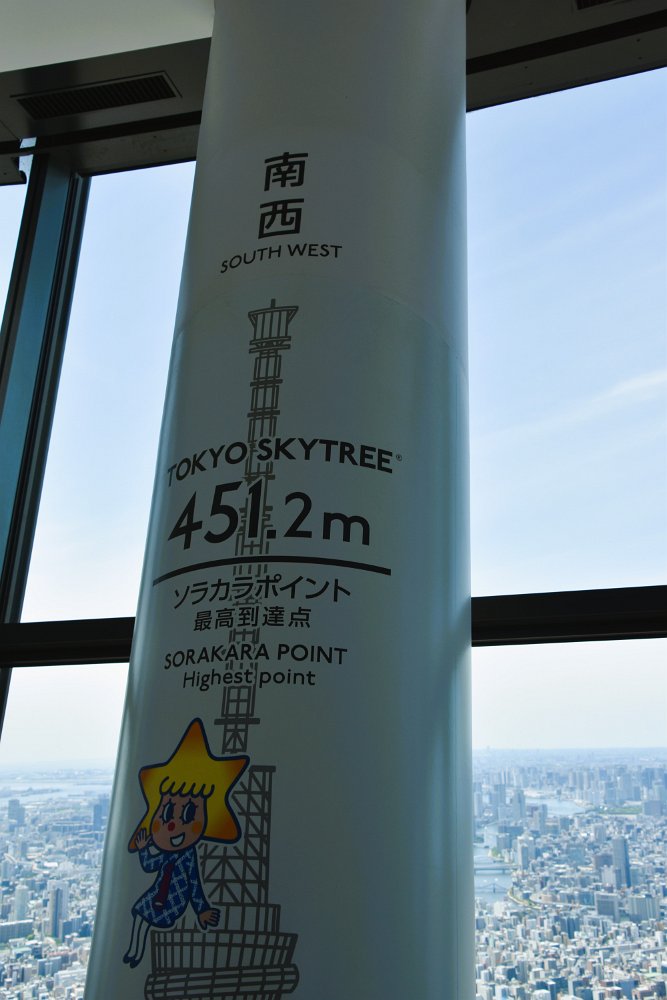 南
西
SOUTH WEST
TOKYO SKYTREE®
451.2m
ソラカラポイント
最高到達点
SORAKARA POINT
Highest point